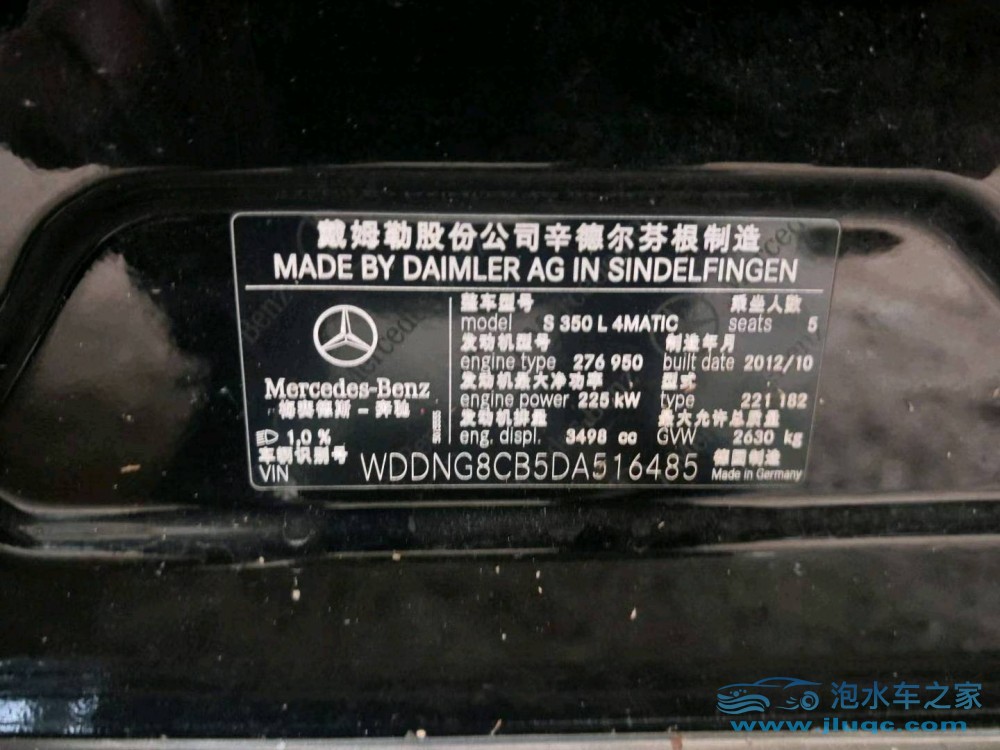 戴姆勒股份公司辛德尔芬根制造
MADE BY DAIMLER AG IN SINDELFINGEN
整车型号 乘坐人数
model S 350 L 4MATIC seats 5
发动机型号 制造年月
engine type 276 950 built date 2012/10
发动机最大净功率 型式
engine power 225 kW type 221 182
发动机排量 最大允许总质量
eng. displ. 3498 cc GVW 2630 kg
Mercedes-Benz
梅赛德斯-奔驰
1,0 %
车辆识别号 德国制造
VIN WDDNG8CB5DA516485 Made in Germany
泡水车之家
www.jluqc.com